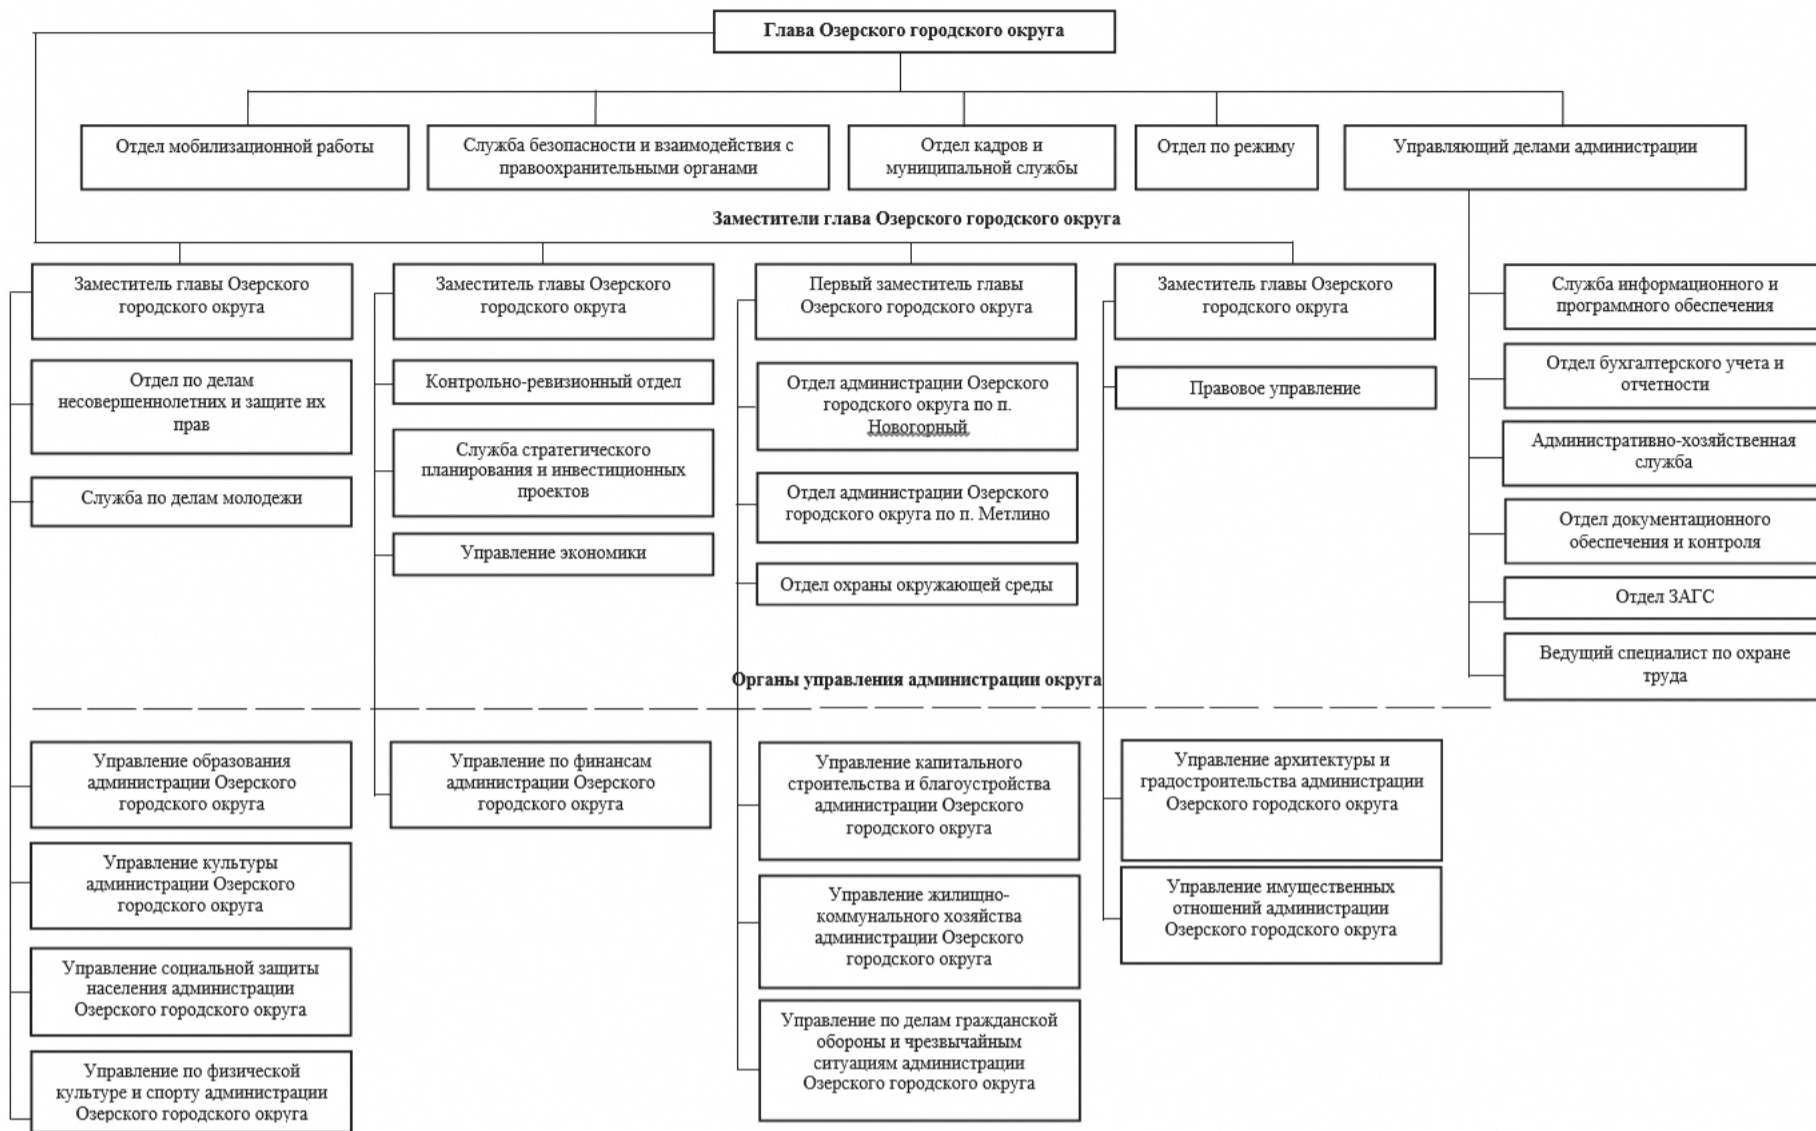 Глава Озерского городского округа
Отдел мобилизационной работы
Служба безопасности и взаимодействия с
правоохранительными органами
Отдел кадров и
муниципальной службы
Отдел по режиму
Управляющий делами администрации
Заместители глава Озерского городского округа
Заместитель главы Озерского
городского округа
Отдел по делам
несовершеннолетних и защите их
прав
Служба по делам молодежи
Заместитель главы Озерского
городского округа
Контрольно-ревизионный отдел
Служба стратегического
планирования и инвестиционных
проектов
Управление экономики
Первый заместитель главы
Озерского городского округа
Отдел администрации Озерского
городского округа по п.
Новогорный
Отдел администрации Озерского
городского округа по п. Метлино
Отдел охраны окружающей среды
Заместитель главы Озерского
городского округа
Правовое управление
Служба информационного и
программного обеспечения
Отдел бухгалтерского учета и
отчетности
Административно-хозяйственная
служба
Отдел документационного
обеспечения и контроля
Отдел ЗАГС
Ведущий специалист по охране
труда
Органы управления администрации округа
Управление образования
администрации Озерского
городского округа
Управление культуры
администрации Озерского
городского округа
Управление социальной защиты
населения администрации
Озерского городского округа
Управление по физической
культуре и спорту администрации
Озерского городского округа
Управление по финансам
администрации Озерского
городского округа
Управление капитального
строительства и благоустройства
администрации Озерского
городского округа
Управление жилищно-
коммунального хозяйства
администрации Озерского
городского округа
Управление по делам гражданской
обороны и чрезвычайным
ситуациям администрации
Озерского городского округа
Управление архитектуры и
градостроительства администрации
Озерского городского округа
Управление имущественных
отношений администрации
Озерского городского округа